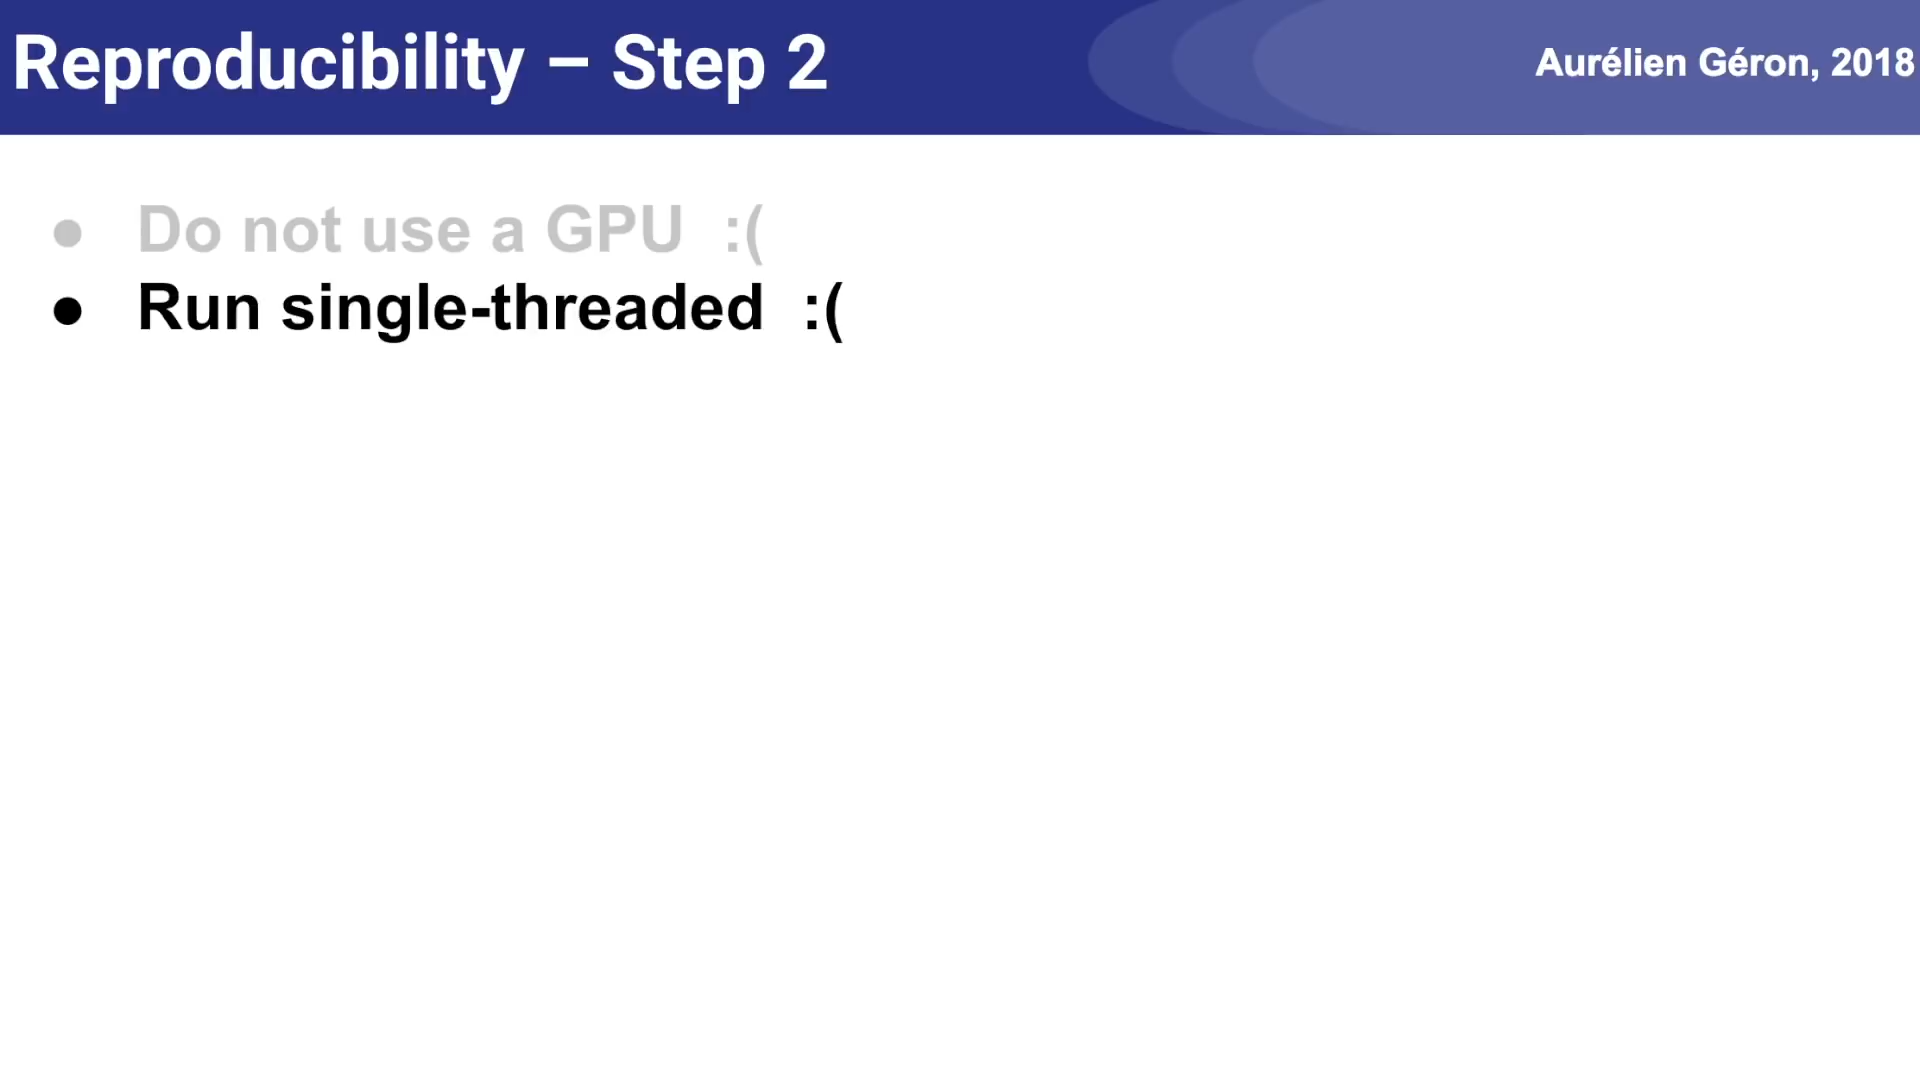 Reproducibility – Step 2
Aurélien Géron, 2018
● Do not use a GPU :(
● Run single-threaded :(